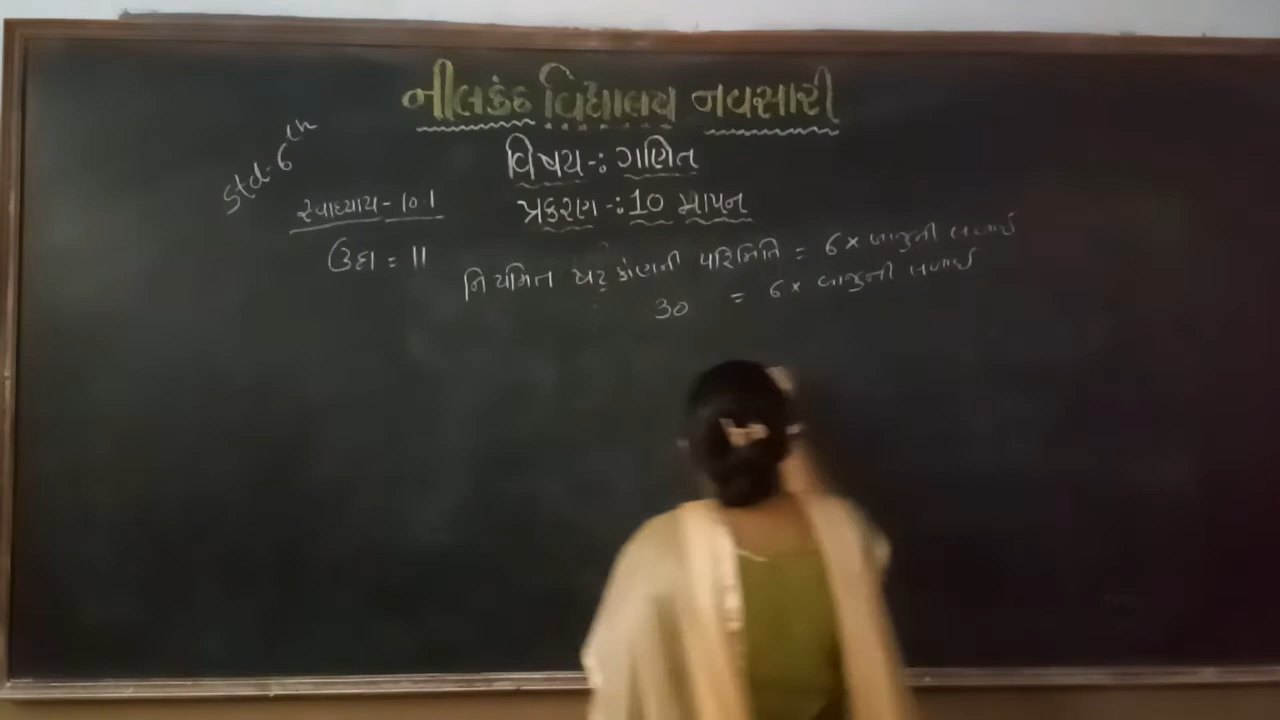 નીલકંઠ વિદ્યાલય નવસારી
Std:6th
વિષય-: ગણિત
પ્રકરણ-: 10 માપન
સ્વાધ્યાય- 10.1
ઉદા = 11
નિયમિત ષટ્કોણની પરિમિતિ = 6 × બાજુની લંબાઈ
30 = 6 × બાજુની લંબાઈ